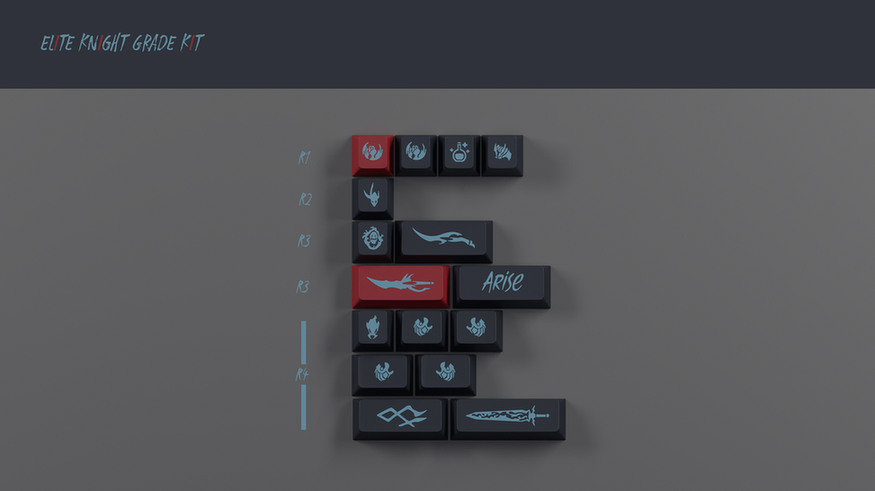 ELITE KNIGHT GRADE KIT
R1
R2
R3
R3
ARISE
R4